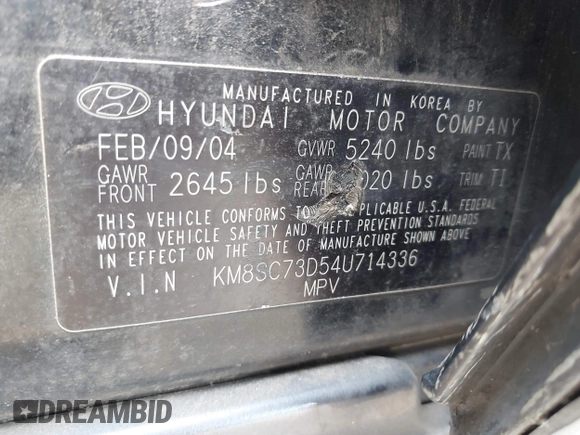 MANUFACTURED IN KOREA BY
HYUNDAI MOTOR COMPANY
FEB/09/04 GVWR 5240 lbs PAINT TX
GAWR FRONT 2645 lbs GAWR REAR 020 lbs TRIM TI
THIS VEHICLE CONFORMS TO PLICABLE U.S.A. FEDERAL
MOTOR VEHICLE SAFETY AND THEFT PREVENTION STANDARDS
IN EFFECT ON THE DATE OF MANUFACTURE SHOWN ABOVE
V.I.N KM8SC73D54U714336
MPV
DREAMBID